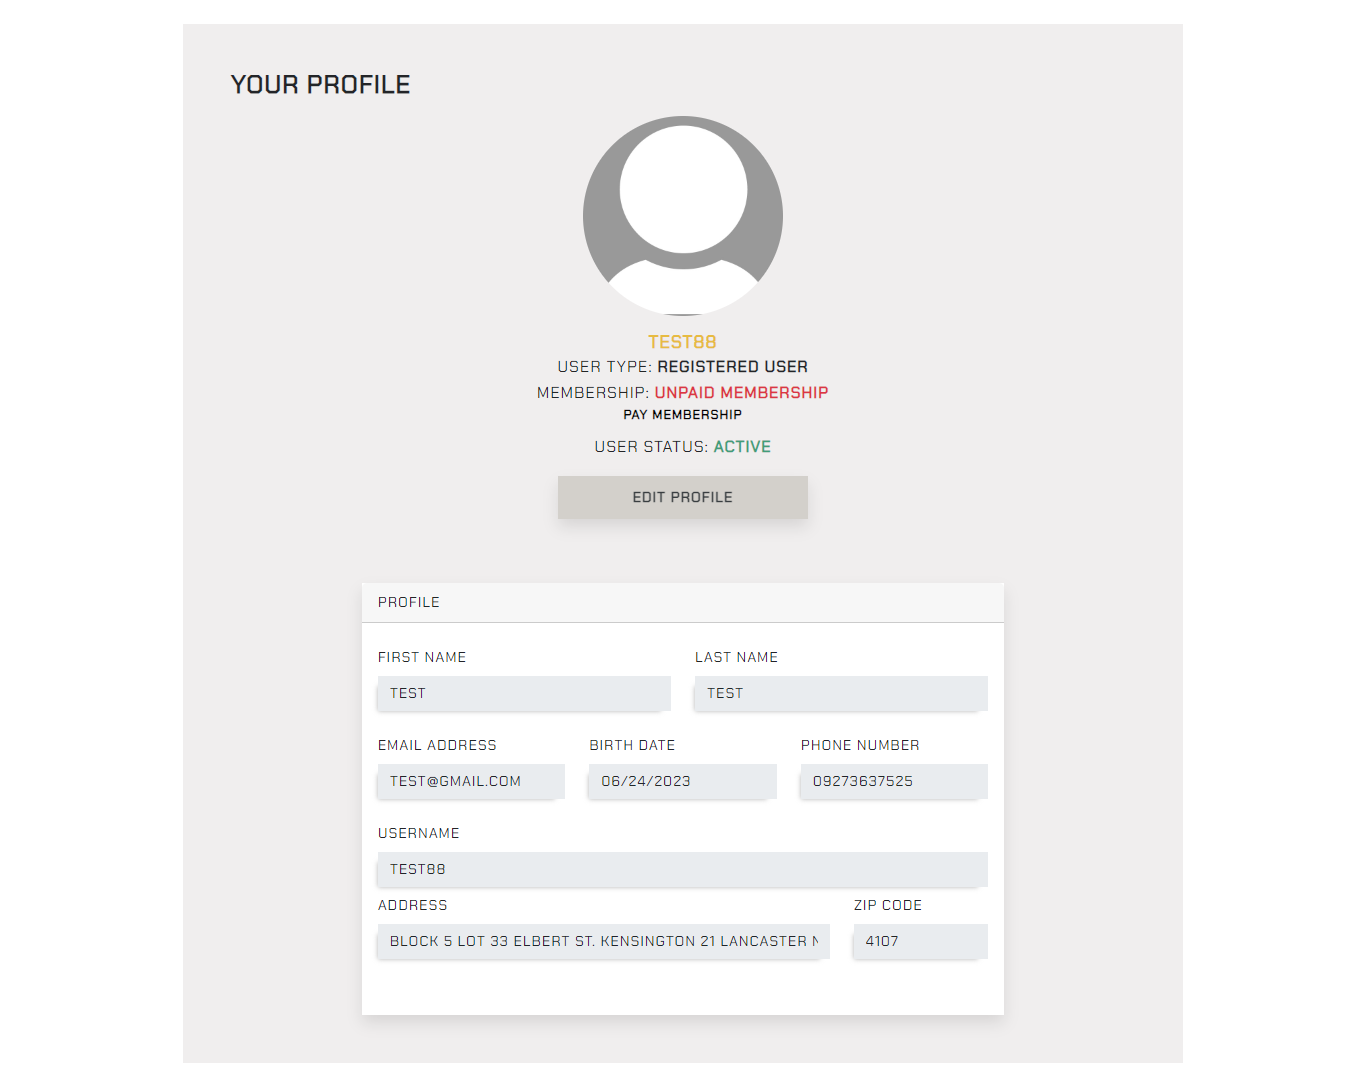 YOUR PROFILE
TEST88
USER TYPE: REGISTERED USER
MEMBERSHIP: UNPAID MEMBERSHIP
PAY MEMBERSHIP
USER STATUS: ACTIVE
EDIT PROFILE
PROFILE
FIRST NAME LAST NAME
TEST TEST
EMAIL ADDRESS BIRTH DATE PHONE NUMBER
TEST@GMAIL.COM 06/24/2023 09273637525
USERNAME
TEST88
ADDRESS ZIP CODE
BLOCK 5 LOT 33 ELBERT ST. KENSINGTON 21 LANCASTER 4107